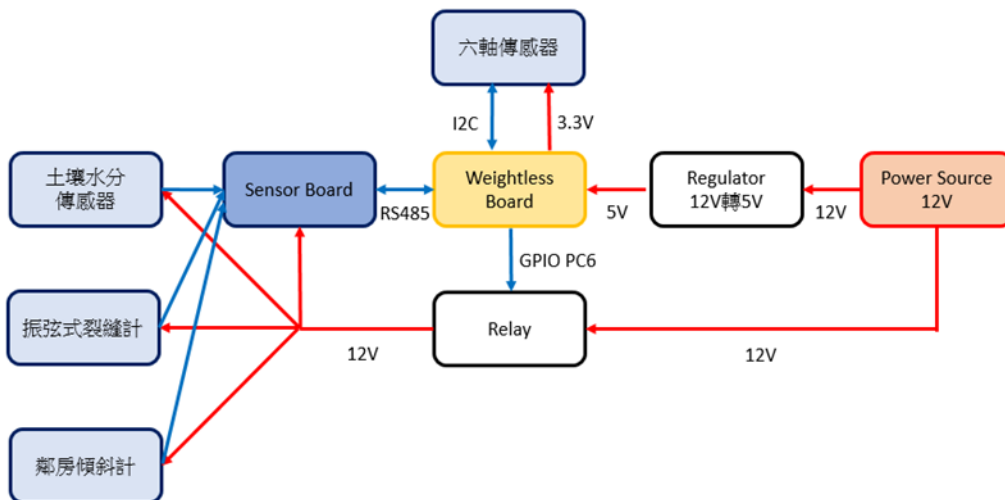 六軸傳感器
I2C
3.3V
土壤水分
傳感器
Sensor Board
RS485
Weightless
Board
5V
Regulator
12V轉5V
12V
Power Source
12V
GPIO PC6
振弦式裂縫計
12V
Relay
12V
鄰房傾斜計